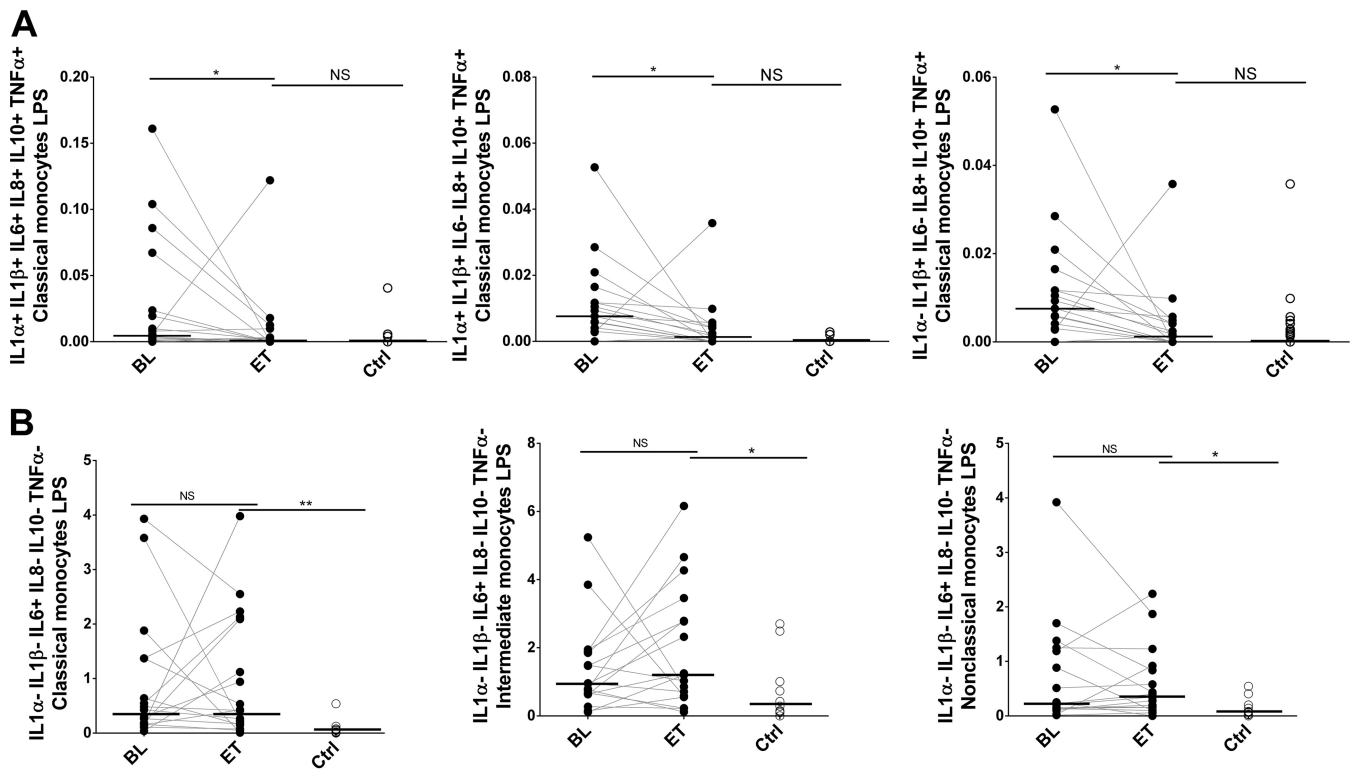 A
IL1α+ IL1β+ IL6+ IL8+ IL10+ TNFα+
Classical monocytes LPS
0.20
0.15
0.10
0.05
0.00
*
NS
BL
ET
Ctrl
IL1α+ IL1β+ IL6- IL8+ IL10+ TNFα+
Classical monocytes LPS
0.08
0.06
0.04
0.02
0.00
*
NS
BL
ET
Ctrl
IL1α- IL1β+ IL6- IL8+ IL10+ TNFα+
Classical monocytes LPS
0.06
0.04
0.02
0.00
*
NS
BL
ET
Ctrl
B
IL1α- IL1β- IL6+ IL8- IL10- TNFα-
Classical monocytes LPS
5
4
3
2
1
0
NS
**
BL
ET
Ctrl
IL1α- IL1β- IL6+ IL8- IL10- TNFα-
Intermediate monocytes LPS
8
6
4
2
0
NS
*
BL
ET
Ctrl
IL1α- IL1β- IL6+ IL8- IL10- TNFα-
Nonclassical monocytes LPS
5
4
3
2
1
0
NS
*
BL
ET
Ctrl